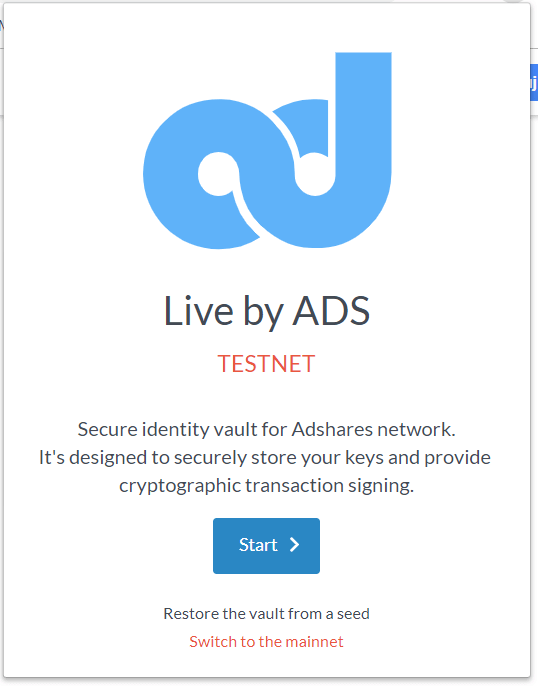 ad
Live by ADS
TESTNET
Secure identity vault for Adshares network.
It's designed to securely store your keys and provide
cryptographic transaction signing.
Start
Restore the vault from a seed
Switch to the mainnet